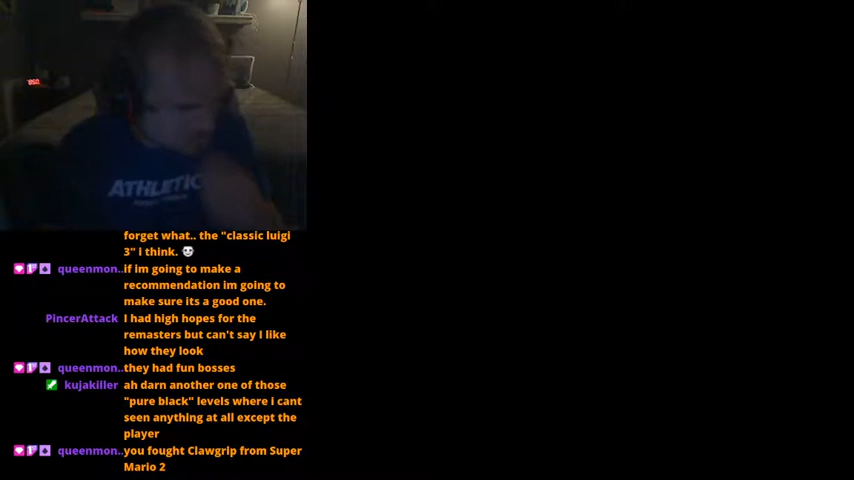 ATHLETIC
forget what.. the "classic luigi
3" i think.
queenmon.. if im going to make a
recommendation im going to
make sure its a good one.
PincerAttack I had high hopes for the
remasters but can't say I like
how they look
queenmon.. they had fun bosses
kujakiller ah darn another one of those
"pure black" levels where i cant
seen anything at all except the
player
queenmon.. you fought Clawgrip from Super
Mario 2